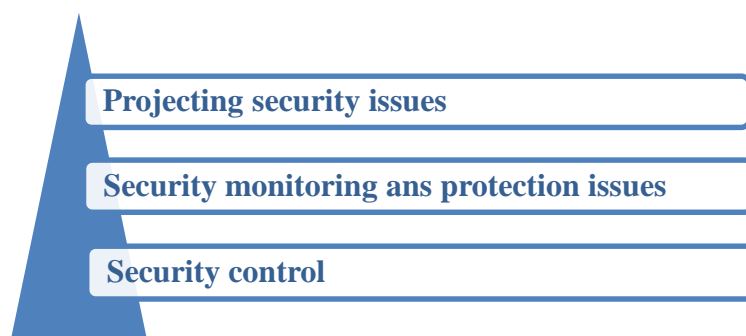 Projecting security issues
Security monitoring ans protection issues
Security control